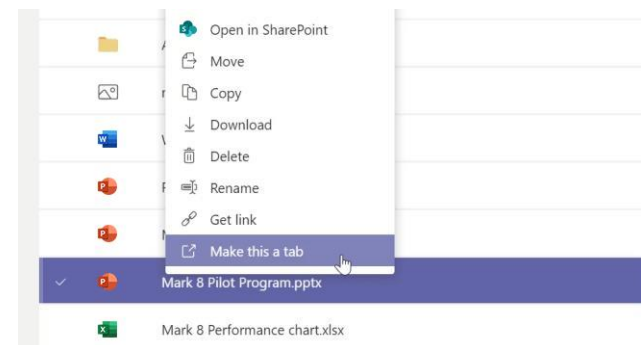 Open in SharePoint
Move
Copy
Download
Delete
Rename
Get link
Make this a tab
Mark 8 Pilot Program.pptx
Mark 8 Performance chart.xlsx